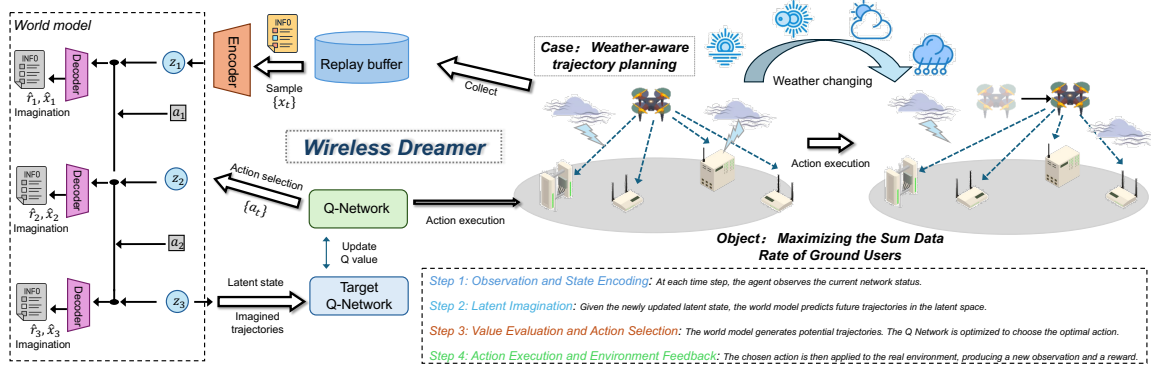 World model
INFO
Decoder
z1
r̂1, x̂1
Imagination
a1
INFO
Decoder
z2
r̂2, x̂2
Imagination
a2
INFO
Decoder
z3
r̂3, x̂3
Imagination
Encoder
INFO
Sample
{xt}
Replay buffer
Collect
Wireless Dreamer
Action selection
{at}
Q-Network
Action execution
Update
Q value
Latent state
Imagined
trajectories
Target
Q-Network
Case： Weather-aware
trajectory planning
Weather changing
Action execution
Object： Maximizing the Sum Data
Rate of Ground Users
Step 1: Observation and State Encoding: At each time step, the agent observes the current network status.
Step 2: Latent Imagination: Given the newly updated latent state, the world model predicts future trajectories in the latent space.
Step 3: Value Evaluation and Action Selection: The world model generates potential trajectories. The Q Network is optimized to choose the optimal action.
Step 4: Action Execution and Environment Feedback: The chosen action is then applied to the real environment, producing a new observation and a reward.